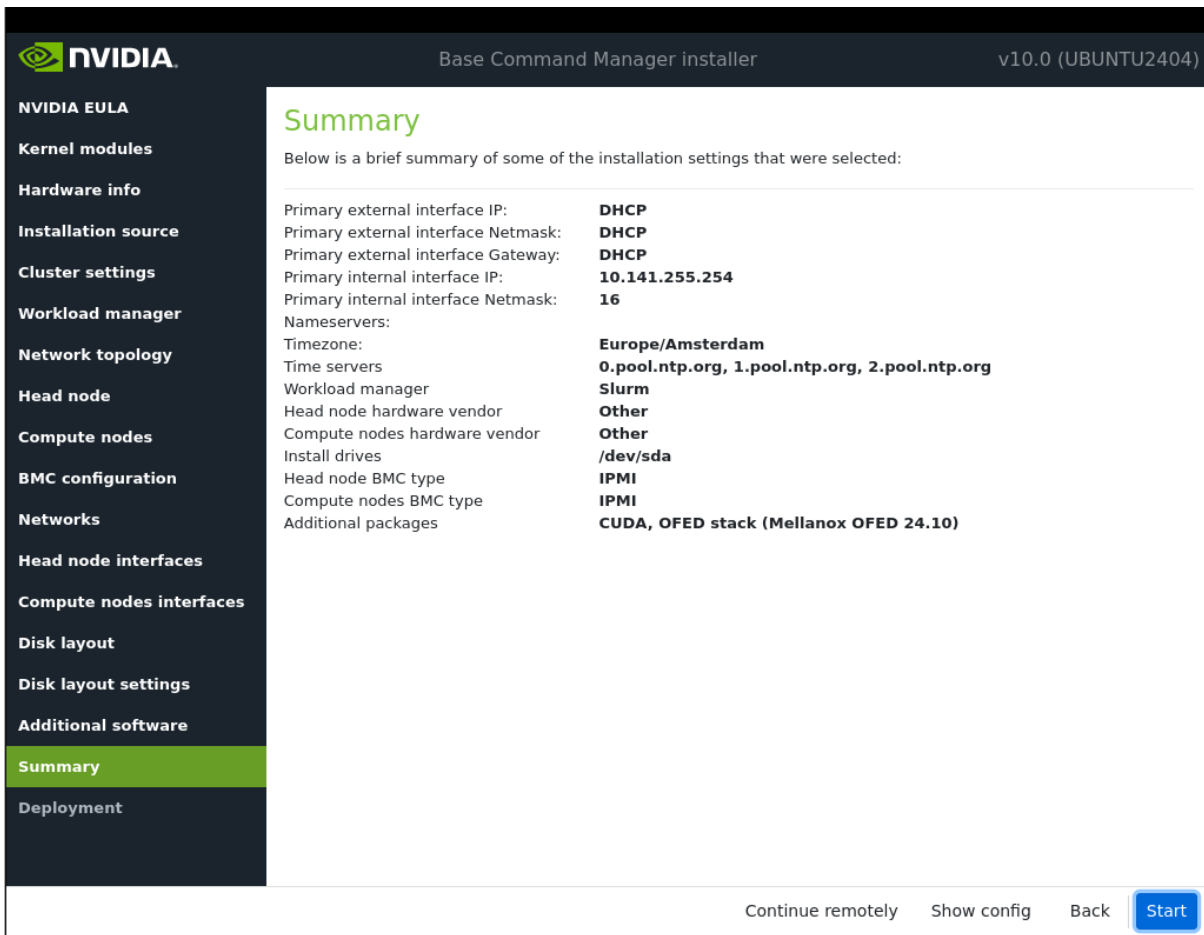 NVIDIA.
Base Command Manager installer
v10.0 (UBUNTU2404)
NVIDIA EULA
Kernel modules
Hardware info
Installation source
Cluster settings
Workload manager
Network topology
Head node
Compute nodes
BMC configuration
Networks
Head node interfaces
Compute nodes interfaces
Disk layout
Disk layout settings
Additional software
Summary
Deployment
Summary
Below is a brief summary of some of the installation settings that were selected:
Primary external interface IP: DHCP
Primary external interface Netmask: DHCP
Primary external interface Gateway: DHCP
Primary internal interface IP: 10.141.255.254
Primary internal interface Netmask: 16
Nameservers:
Timezone: Europe/Amsterdam
Time servers 0.pool.ntp.org, 1.pool.ntp.org, 2.pool.ntp.org
Workload manager Slurm
Head node hardware vendor Other
Compute nodes hardware vendor Other
Install drives /dev/sda
Head node BMC type IPMI
Compute nodes BMC type IPMI
Additional packages CUDA, OFED stack (Mellanox OFED 24.10)
Continue remotely Show config Back Start